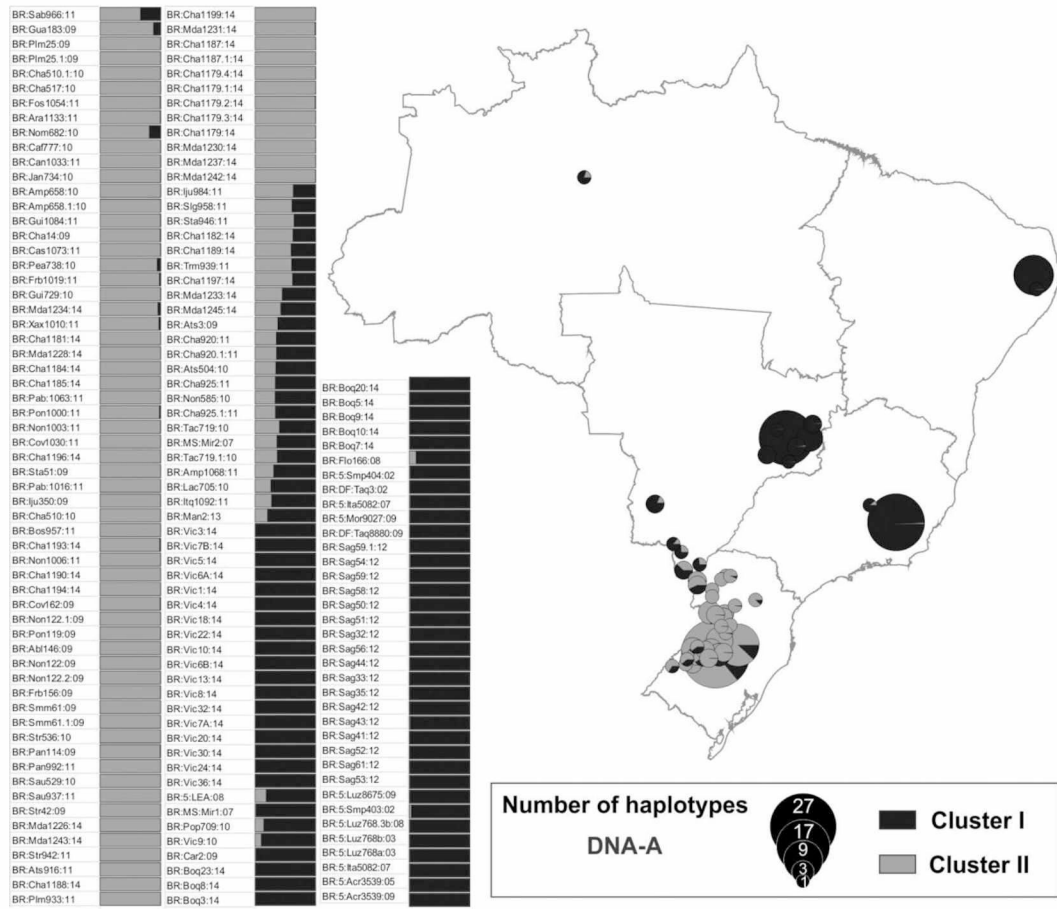 BR:Sab966:11
BR:Gua183:09
BR:Plm25:09
BR:Plm25.1:09
BR:Cha510.1:10
BR:Cha517:10
BR:Fos1054:11
BR:Ara1133:11
BR:Nom682:10
BR:Caf777:10
BR:Can1033:11
BR:Jan734:10
BR:Amp658:10
BR:Amp658.1:10
BR:Gui1084:11
BR:Cha14:09
BR:Cas1073:11
BR:Pea738:10
BR:Frb1019:11
BR:Gui729:10
BR:Mda1234:14
BR:Xax1010:11
BR:Cha1181:14
BR:Mda1228:14
BR:Cha1184:14
BR:Cha1185:14
BR:Pab:1063:11
BR:Pon1000:11
BR:Non1003:11
BR:Cov1030:11
BR:Cha1196:14
BR:Sta51:09
BR:Pab:1016:11
BR:Iju350:09
BR:Cha510:10
BR:Bos957:11
BR:Cha1193:14
BR:Non1006:11
BR:Cha1190:14
BR:Cha1194:14
BR:Cov162:09
BR:Non122.1:09
BR:Pon119:09
BR:Abl146:09
BR:Non122:09
BR:Non122.2:09
BR:Frb156:09
BR:Smm61:09
BR:Smm61.1:09
BR:Str536:10
BR:Pan114:09
BR:Pan992:11
BR:Sau529:10
BR:Sau937:11
BR:Str42:09
BR:Mda1226:14
BR:Mda1243:14
BR:Str942:11
BR:Ats916:11
BR:Cha1188:14
BR:Plm933:11
BR:Cha1199:14
BR:Mda1231:14
BR:Cha1187:14
BR:Cha1187.1:14
BR:Cha1179.4:14
BR:Cha1179.1:14
BR:Cha1179.2:14
BR:Cha1179.3:14
BR:Cha1179:14
BR:Mda1230:14
BR:Mda1237:14
BR:Mda1242:14
BR:Iju984:11
BR:Slg958:11
BR:Sta946:11
BR:Cha1182:14
BR:Cha1189:14
BR:Trm939:11
BR:Cha1197:14
BR:Mda1233:14
BR:Mda1245:14
BR:Ats3:09
BR:Cha920:11
BR:Cha920.1:11
BR:Ats504:10
BR:Cha925:11
BR:Non585:10
BR:Cha925.1:11
BR:Tac719:10
BR:MS:Mir2:07
BR:Tac719.1:10
BR:Amp1068:11
BR:Lac705:10
BR:Itq1092:11
BR:Man2:13
BR:Vic3:14
BR:Vic7B:14
BR:Vic5:14
BR:Vic6A:14
BR:Vic1:14
BR:Vic4:14
BR:Vic18:14
BR:Vic22:14
BR:Vic10:14
BR:Vic6B:14
BR:Vic13:14
BR:Vic8:14
BR:Vic32:14
BR:Vic7A:14
BR:Vic20:14
BR:Vic30:14
BR:Vic24:14
BR:Vic36:14
BR:5:LEA:08
BR:MS:Mir1:07
BR:Pop709:10
BR:Vic9:10
BR:Car2:09
BR:Boq23:14
BR:Boq8:14
BR:Boq3:14
BR:Boq20:14
BR:Boq5:14
BR:Boq9:14
BR:Boq10:14
BR:Boq7:14
BR:Flo166:08
BR:5:Smp404:02
BR:DF:Taq3:02
BR:5:Ita5082:07
BR:5:Mor9027:09
BR:DF:Taq8880:09
BR:Sag59.1:12
BR:Sag54:12
BR:Sag59:12
BR:Sag58:12
BR:Sag50:12
BR:Sag51:12
BR:Sag32:12
BR:Sag56:12
BR:Sag44:12
BR:Sag33:12
BR:Sag35:12
BR:Sag42:12
BR:Sag43:12
BR:Sag41:12
BR:Sag52:12
BR:Sag61:12
BR:Sag53:12
BR:5:Luz8675:09
BR:5:Smp403:02
BR:5:Luz768.3b:08
BR:5:Luz768b:03
BR:5:Luz768a:03
BR:5:Ita5082:07
BR:5:Acr3539:05
BR:5:Acr3539:09
Number of haplotypes
DNA-A
27
17
9
3
1
Cluster I
Cluster II